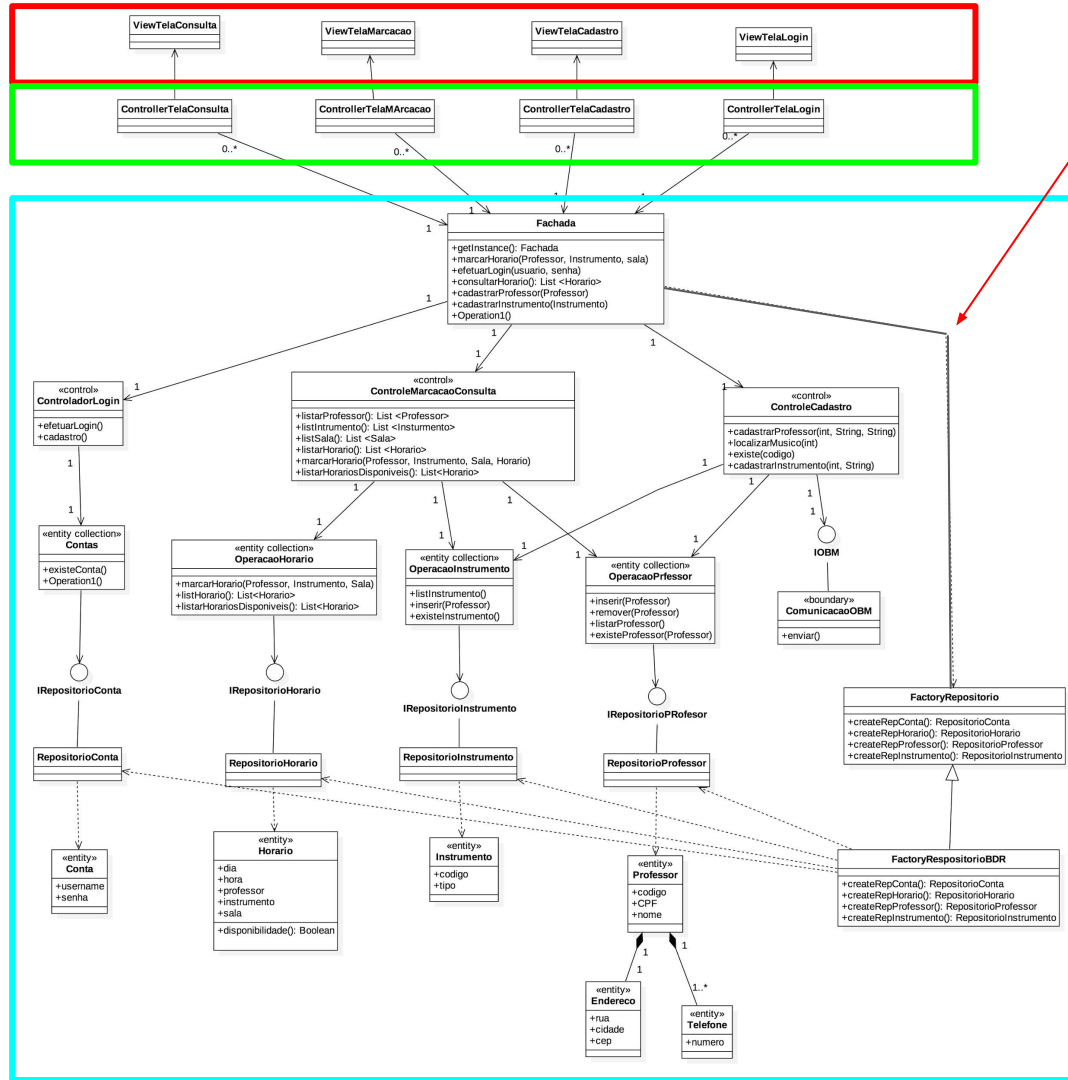 ViewTelaConsulta
ViewTelaMarcacao
ViewTelaCadastro
ViewTelaLogin
ControllerTelaConsulta
ControllerTelaMArcacao
ControllerTelaCadastro
ControllerTelaLogin
0..*
0..*
0..*
0..*
1
1
1
1
Fachada
+getInstance(): Fachada
+marcarHorario(Professor, Instrumento, sala)
+efetuarLogin(usuario, senha)
+consultarHorario(): List <Horario>
+cadastrarProfessor(Professor)
+cadastrarInstrumento(Instrumento)
+Operation1()
1
1
1
1
1
1
«control»
ControladorLogin
+efetuarLogin()
+cadastro()
«control»
ControleMarcacaoConsulta
+listarProfessor(): List <Professor>
+listIntrumento(): List <Insturmento>
+listSala(): List <Sala>
+listarHorario(): List <Horario>
+marcarHorario(Professor, Instrumento, Sala, Horario)
+listarHorariosDisponiveis(): List<Horario>
«control»
ControleCadastro
+cadastrarProfessor(int, String, String)
+localizarMusico(int)
+existe(codigo)
+cadastrarInstrumento(int, String)
1
1
1
1
1
1
1
1
1
1
1
1
1
1
«entity collection»
Contas
+existeConta()
+Operation1()
«entity collection»
OperacaoHorario
+marcarHorario(Professor, Instrumento, Sala)
+listHorario(): List<Horario>
+listarHorariosDisponiveis(): List<Horario>
«entity collection»
OperacaoInstrumento
+listInstrumento()
+inserir(Professor)
+existeInstrumento()
«entity collection»
OperacaoPrfessor
+inserir(Professor)
+remover(Professor)
+listarProfessor()
+existeProfessor(Professor)
IOBM
«boundary»
ComunicacaoOBM
+enviar()
IRepositorioConta
IRepositorioHorario
IRepositorioInstrumento
IRepositorioPRofesor
FactoryRepositorio
+createRepConta(): RepositorioConta
+createRepHorario(): RepositorioHorario
+createRepProfessor(): RepositorioProfessor
+createRepInstrumento(): RepositorioInstrumento
RepositorioConta
RepositorioHorario
RepositorioInstrumento
RepositorioProfessor
«entity»
Conta
+username
+senha
«entity»
Horario
+dia
+hora
+professor
+instrumento
+sala
+disponibilidade(): Boolean
«entity»
Instrumento
+codigo
+tipo
«entity»
Professor
+codigo
+CPF
+nome
FactoryRespositorioBDR
+createRepConta(): RepositorioConta
+createRepHorario(): RepositorioHorario
+createRepProfessor(): RepositorioProfessor
+createRepInstrumento(): RepositorioInstrumento
1
1
1
1..*
«entity»
Endereco
+rua
+cidade
+cep
«entity»
Telefone
+numero